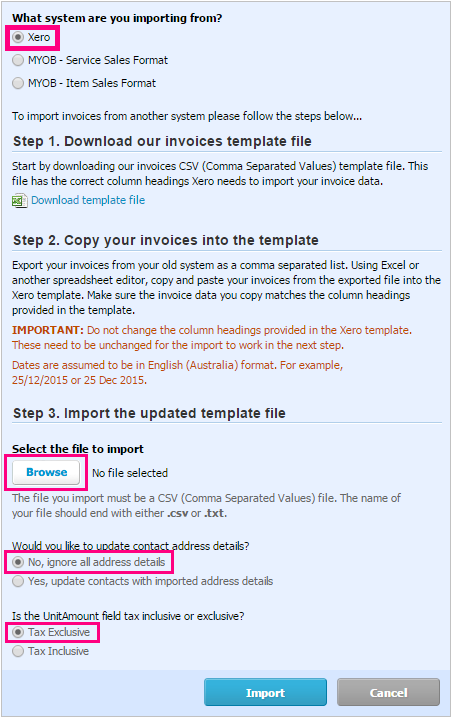 What system are you importing from?
Xero
MYOB - Service Sales Format
MYOB - Item Sales Format
To import invoices from another system please follow the steps below...
Step 1. Download our invoices template file
Start by downloading our invoices CSV (Comma Separated Values) template file. This
file has the correct column headings Xero needs to import your invoice data.
Download template file
Step 2. Copy your invoices into the template
Export your invoices from your old system as a comma separated list. Using Excel or
another spreadsheet editor, copy and paste your invoices from the exported file into the
Xero template. Make sure the invoice data you copy matches the column headings
provided in the template.
IMPORTANT: Do not change the column headings provided in the Xero template.
These need to be unchanged for the import to work in the next step.
Dates are assumed to be in English (Australia) format. For example,
25/12/2015 or 25 Dec 2015.
Step 3. Import the updated template file
Select the file to import
Browse No file selected
The file you import must be a CSV (Comma Separated Values) file. The name of
your file should end with either .csv or .txt.
Would you like to update contact address details?
No, ignore all address details
Yes, update contacts with imported address details
Is the UnitAmount field tax inclusive or exclusive?
Tax Exclusive
Tax Inclusive
Import Cancel